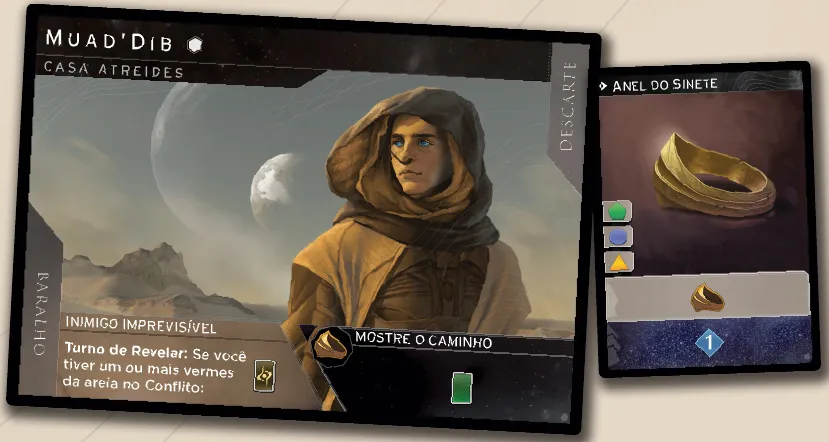 MUAD'DIB
CASA ATREIDES
DESCARTE
BARALHO
INIMIGO IMPREVISÍVEL
Turno de Revelar: Se você
tiver um ou mais vermes
da areia no Conflito:
MOSTRE O CAMINHO
ANEL DO SINETE
1